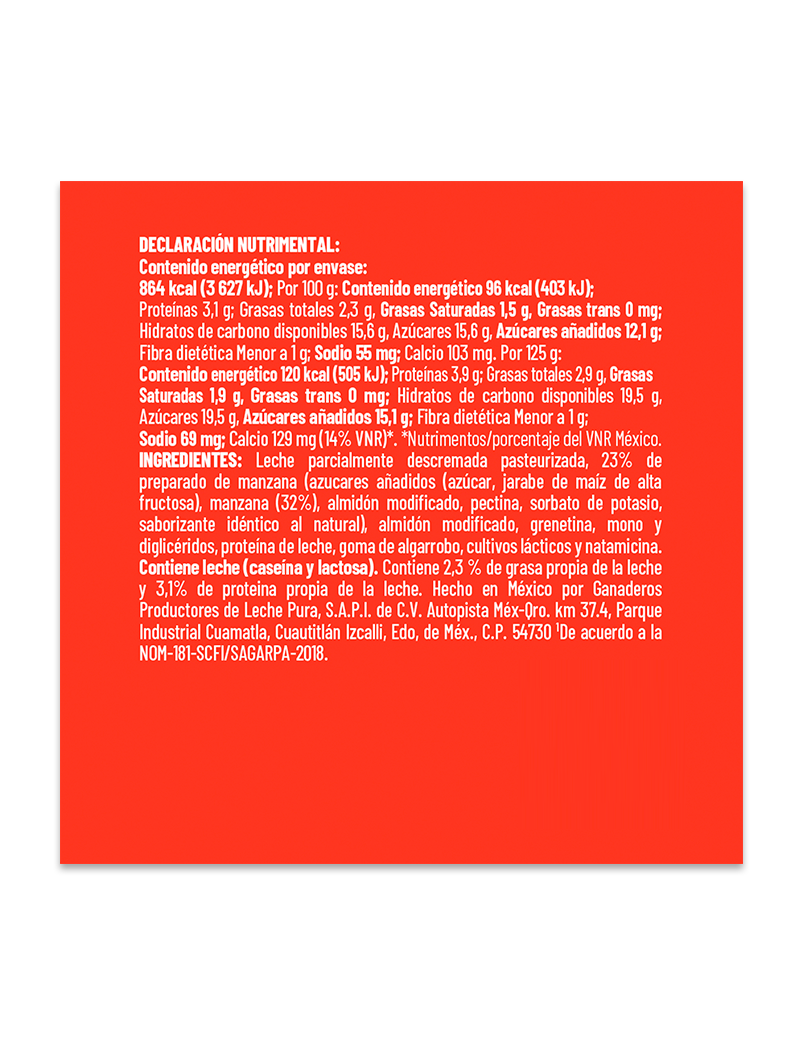 DECLARACIÓN NUTRIMENTAL:
Contenido energético por envase:
864 kcal (3 627 kJ); Por 100 g: Contenido energético 96 kcal (403 kJ);
Proteínas 3,1 g; Grasas totales 2,3 g, Grasas Saturadas 1,5 g, Grasas trans 0 mg;
Hidratos de carbono disponibles 15,6 g, Azúcares 15,6 g, Azúcares añadidos 12,1 g;
Fibra dietética Menor a 1 g; Sodio 55 mg; Calcio 103 mg. Por 125 g:
Contenido energético 120 kcal (505 kJ); Proteínas 3,9 g; Grasas totales 2,9 g, Grasas
Saturadas 1,9 g, Grasas trans 0 mg; Hidratos de carbono disponibles 19,5 g,
Azúcares 19,5 g, Azúcares añadidos 15,1 g; Fibra dietética Menor a 1 g;
Sodio 69 mg; Calcio 129 mg (14% VNR)*. *Nutrimentos/porcentaje del VNR México.
INGREDIENTES: Leche parcialmente descremada pasteurizada, 23% de
preparado de manzana (azucares añadidos (azúcar, jarabe de maíz de alta
fructosa), manzana (32%), almidón modificado, pectina, sorbato de potasio,
saborizante idéntico al natural), almidón modificado, grenetina, mono y
diglicéridos, proteína de leche, goma de algarrobo, cultivos lácticos y natamicina.
Contiene leche (caseína y lactosa). Contiene 2,3 % de grasa propia de la leche
y 3,1% de proteina propia de la leche. Hecho en México por Ganaderos
Productores de Leche Pura, S.A.P.I. de C.V. Autopista Méx-Qro. km 37.4, Parque
Industrial Cuamatla, Cuautitlán Izcalli, Edo, de Méx., C.P. 54730 ¹De acuerdo a la
NOM-181-SCFI/SAGARPA-2018.